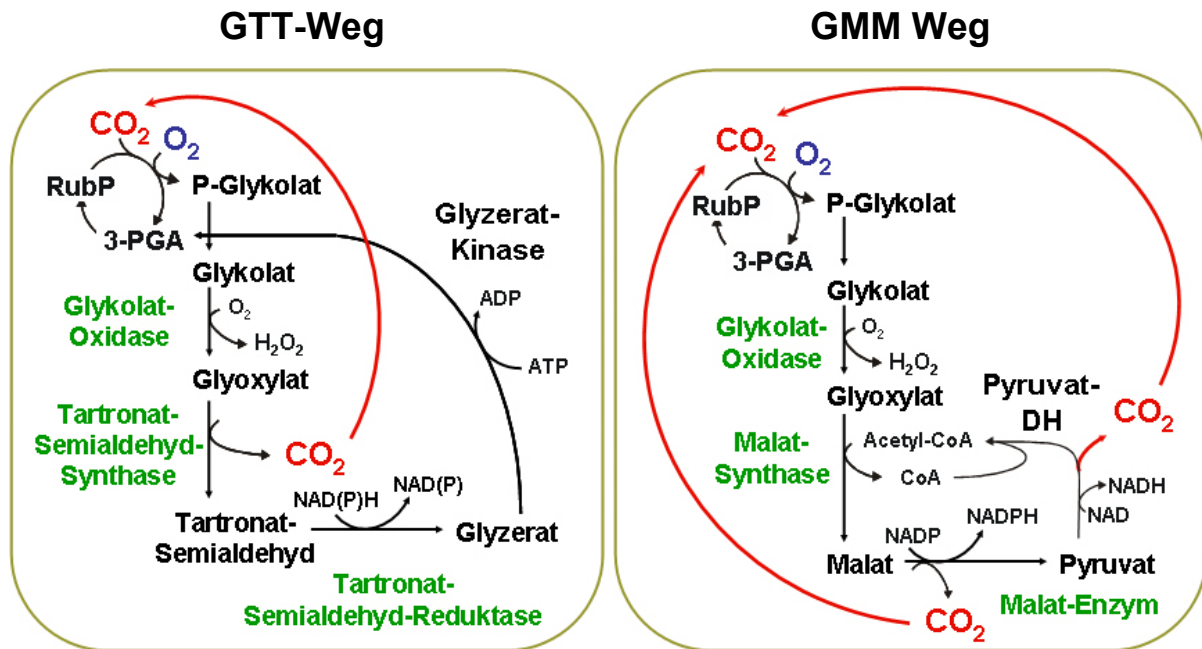 GTT-Weg
CO2
O2
RubP
P-Glykolat
3-PGA
Glyzerat-
Kinase
Glykolat
Glykolat-
Oxidase
O2
H2O2
ADP
ATP
Glyoxylat
Tartronat-
Semialdehyd-
Synthase
CO2
NAD(P)H
NAD(P)
Tartronat-
Semialdehyd
Glyzerat
Tartronat-
Semialdehyd-Reduktase
GMM Weg
CO2
O2
RubP
P-Glykolat
3-PGA
Glykolat
Glykolat-
Oxidase
O2
H2O2
Glyoxylat
Pyruvat-
DH
CO2
Malat-
Synthase
Acetyl-CoA
CoA
NADH
NAD
NADP
NADPH
Malat
Pyruvat
Malat-Enzym
CO2